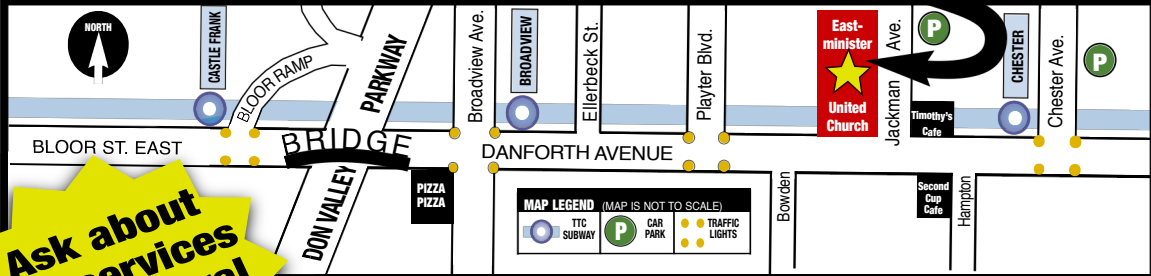 NORTH
CASTLE FRANK
BLOOR RAMP
PARKWAY
Broadview Ave.
BROADVIEW
Ellerbeck St.
Playter Blvd.
East-
minister
United
Church
Jackman Ave.
P
Timothy's
Cafe
CHESTER
Chester Ave.
P
BLOOR ST. EAST
BRIDGE
DANFORTH AVENUE
DON VALLEY
PIZZA
PIZZA
MAP LEGEND (MAP IS NOT TO SCALE)
TTC
SUBWAY
P
CAR
PARK
TRAFFIC
LIGHTS
Bowden
Second
Cup
Cafe
Hampton
Ask about